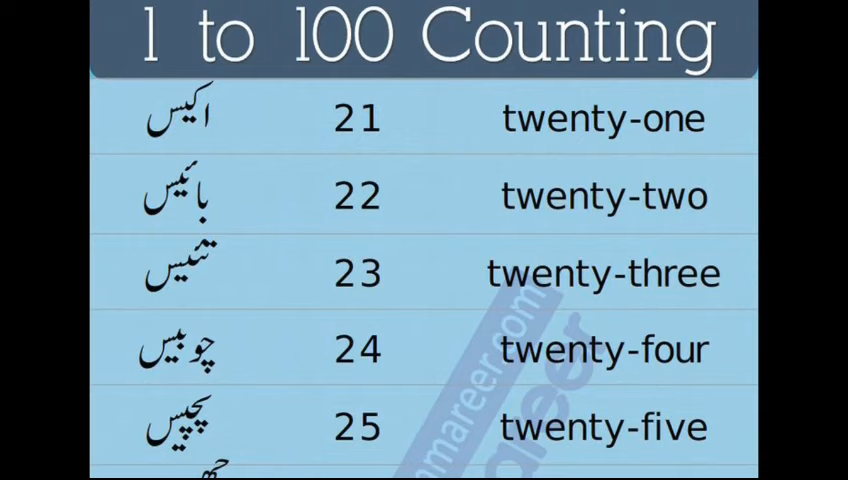 1 to 100 Counting
اکیس 21 twenty-one
بائیس 22 twenty-two
تئیس 23 twenty-three
چوبیس 24 twenty-four
پچیس 25 twenty-five